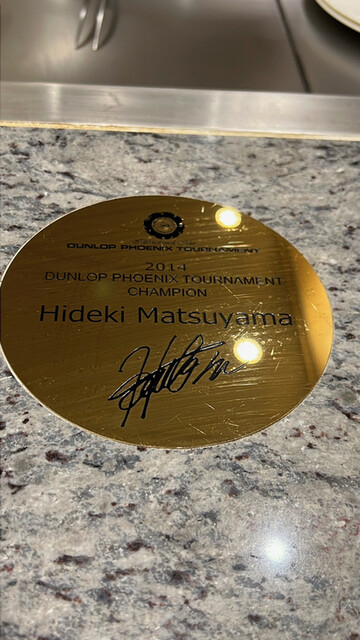 DUNLOP PHOENIX TOURNAMENT
2014
DUNLOP PHOENIX TOURNAMENT
CHAMPION
Hideki Matsuyama